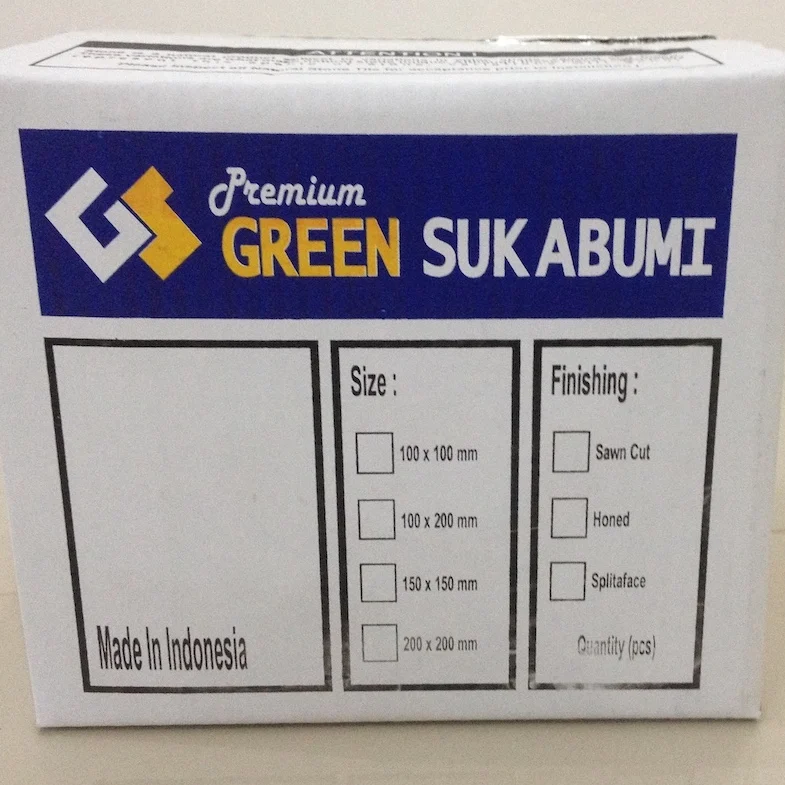 ATTENTION !
Premium
GREEN SUKABUMI
GS
Made In Indonesia
Size :
100 x 100 mm
100 x 200 mm
150 x 150 mm
200 x 200 mm
Finishing :
Sawn Cut
Honed
Splitaface
Quantity (pcs)